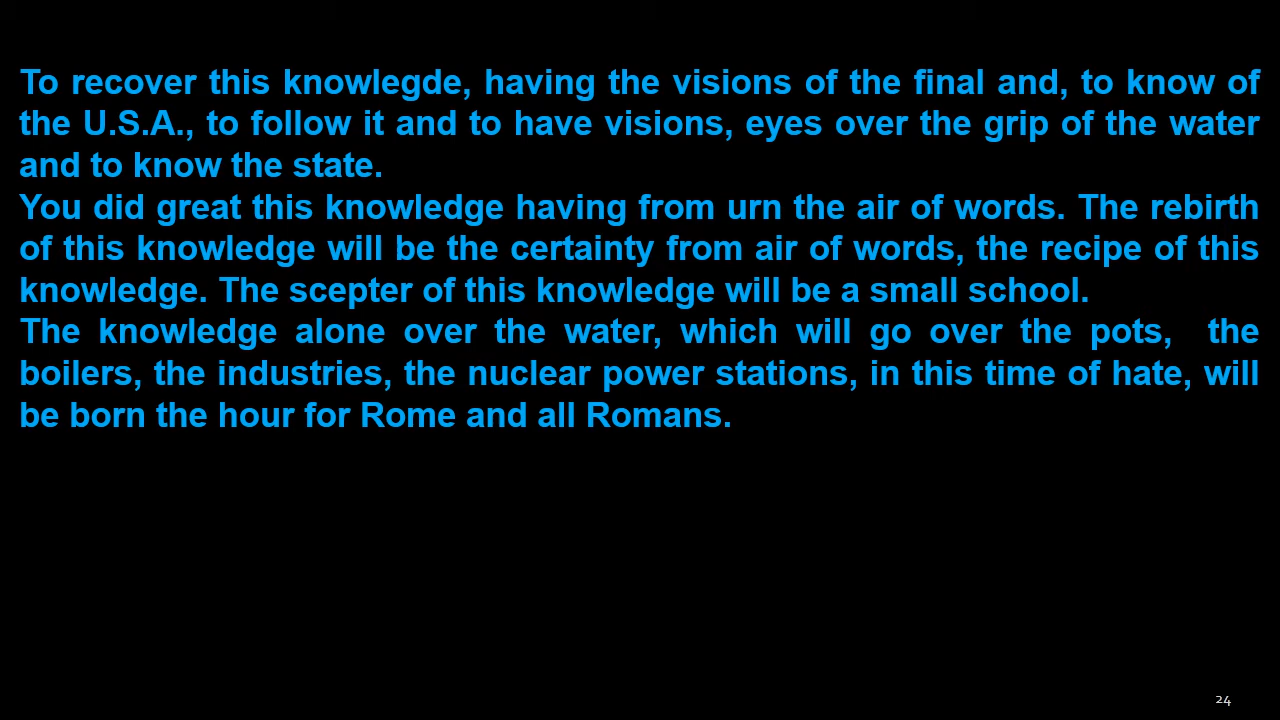 To recover this knowlegde, having the visions of the final and, to know of
the U.S.A., to follow it and to have visions, eyes over the grip of the water
and to know the state.
You did great this knowledge having from urn the air of words. The rebirth
of this knowledge will be the certainty from air of words, the recipe of this
knowledge. The scepter of this knowledge will be a small school.
The knowledge alone over the water, which will go over the pots,  the
boilers, the industries, the nuclear power stations, in this time of hate, will
be born the hour for Rome and all Romans.
24